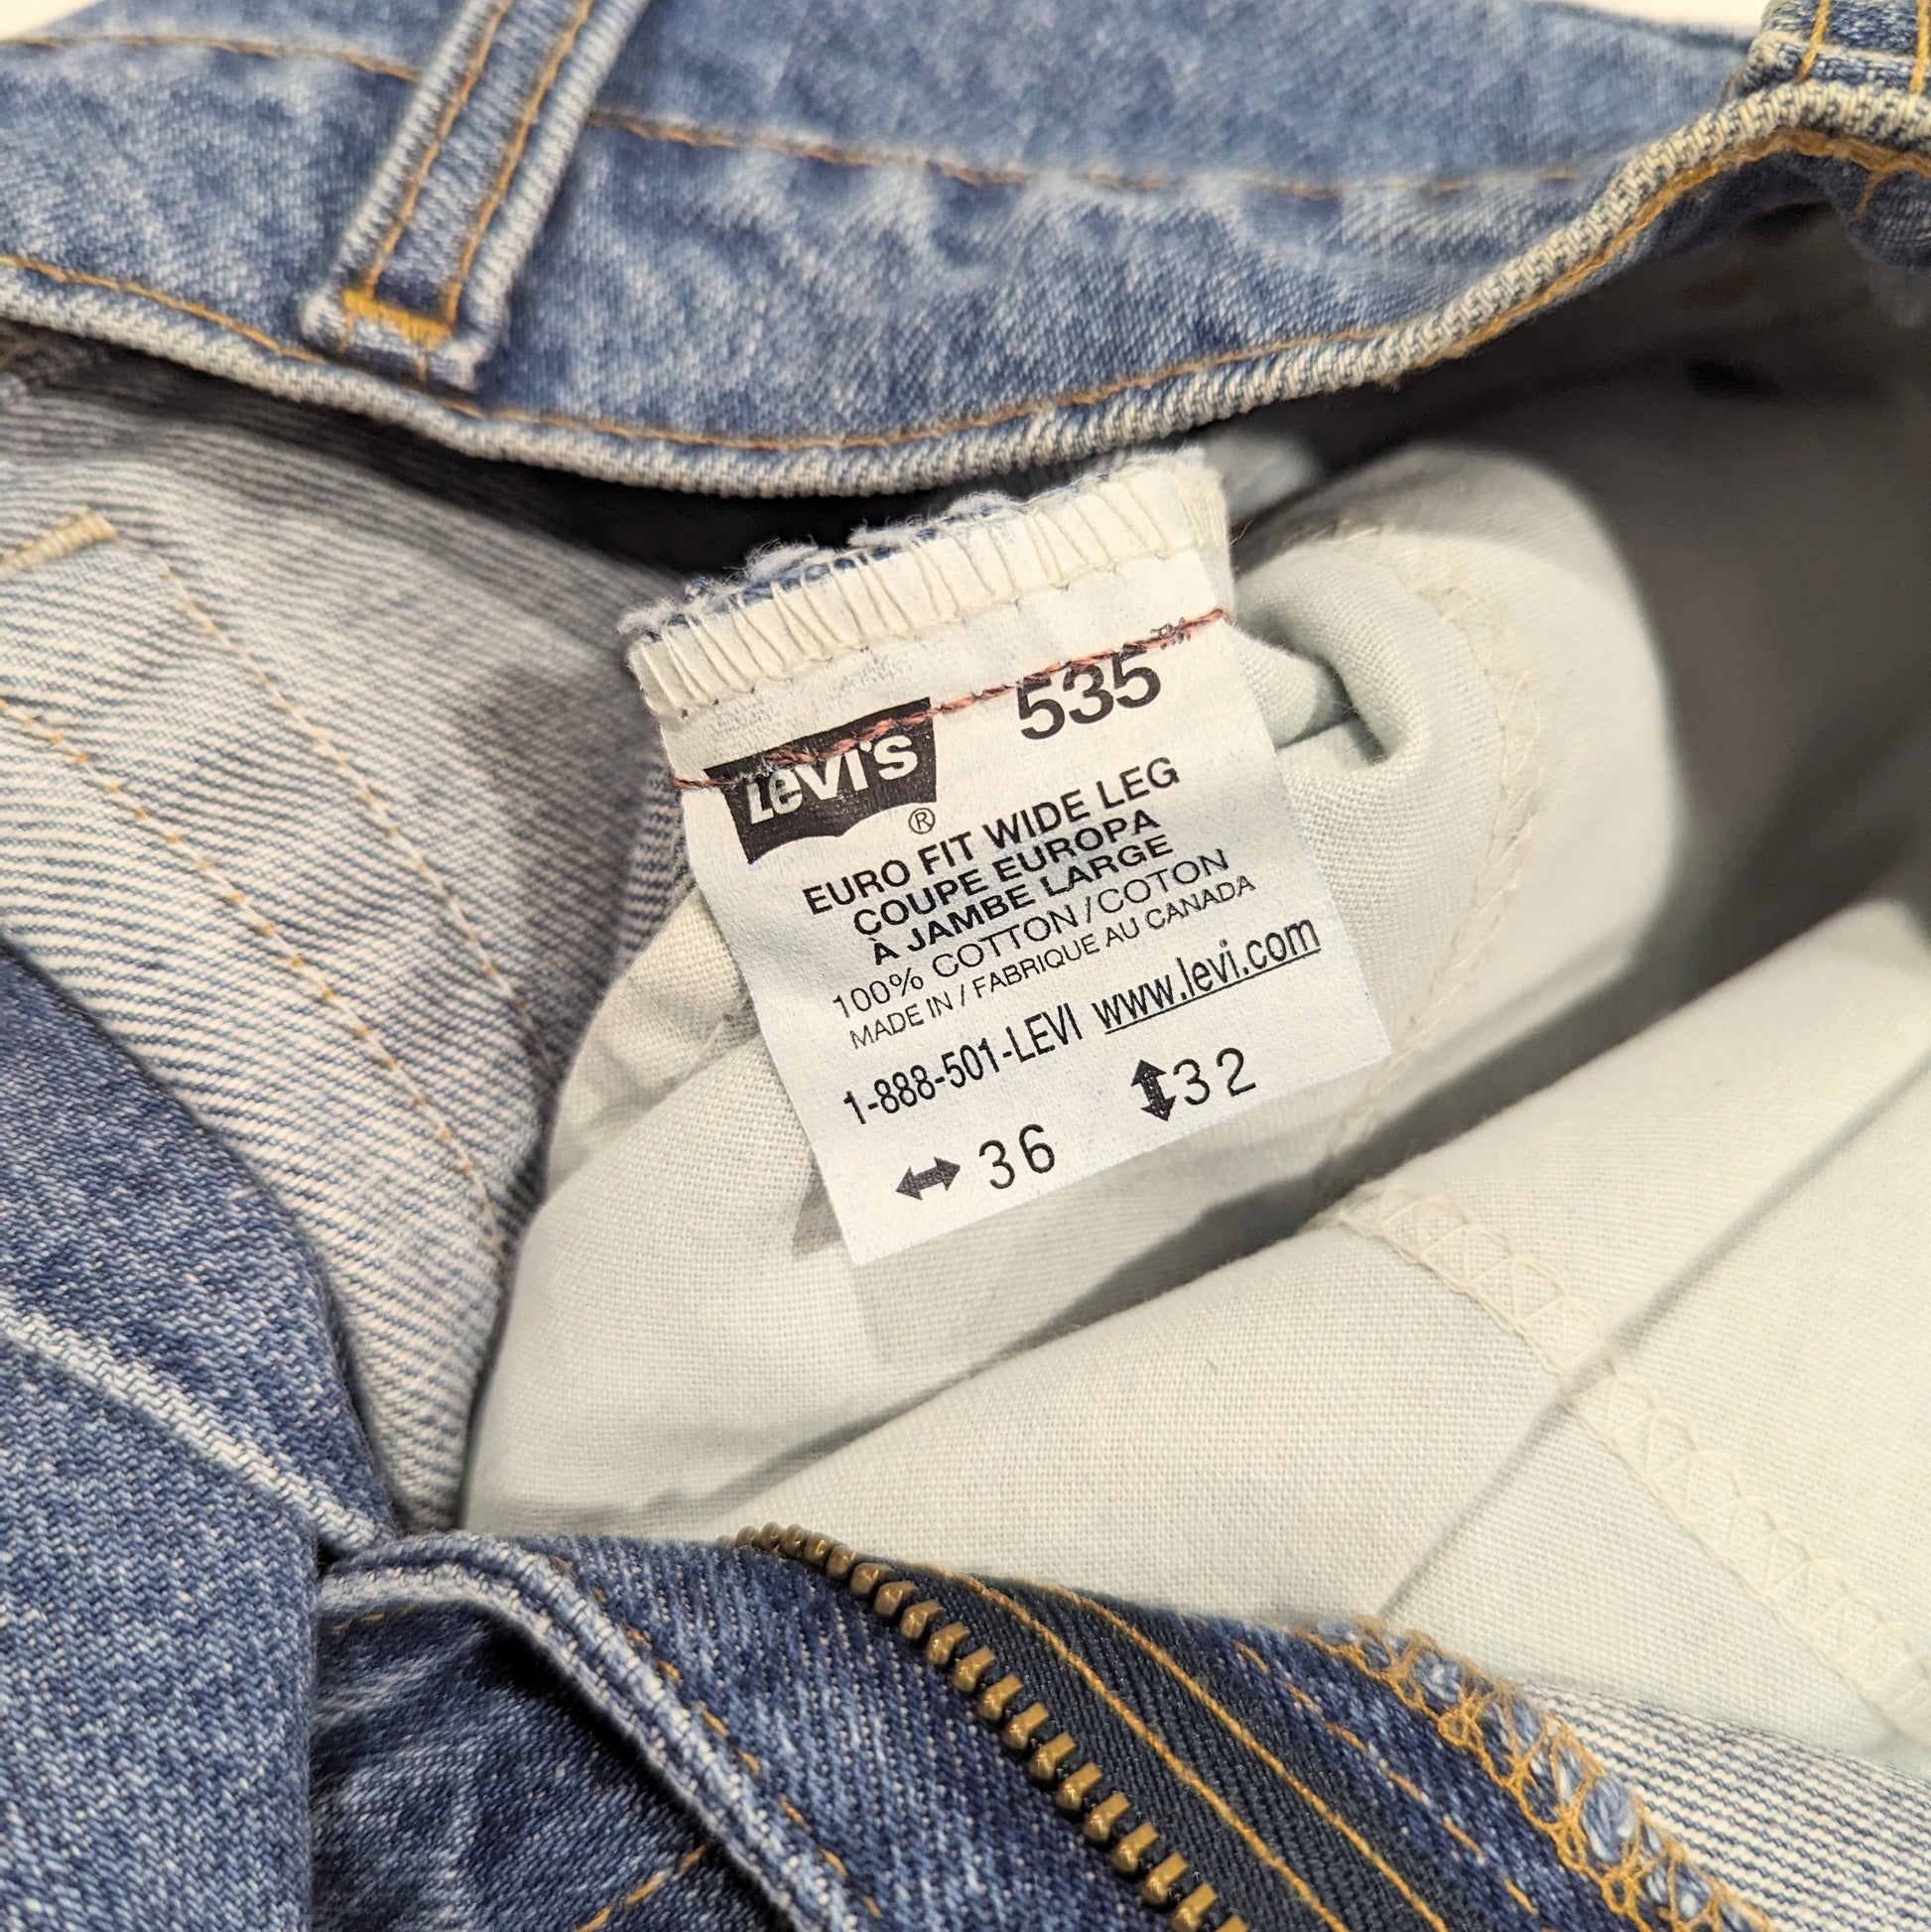 535™
Levi's ®
EURO FIT WIDE LEG
COUPE EUROPA
À JAMBE LARGE
100% COTTON / COTON
MADE IN / FABRIQUE AU CANADA
1-888-501-LEVI www.levi.com
↔ 36 ↕32